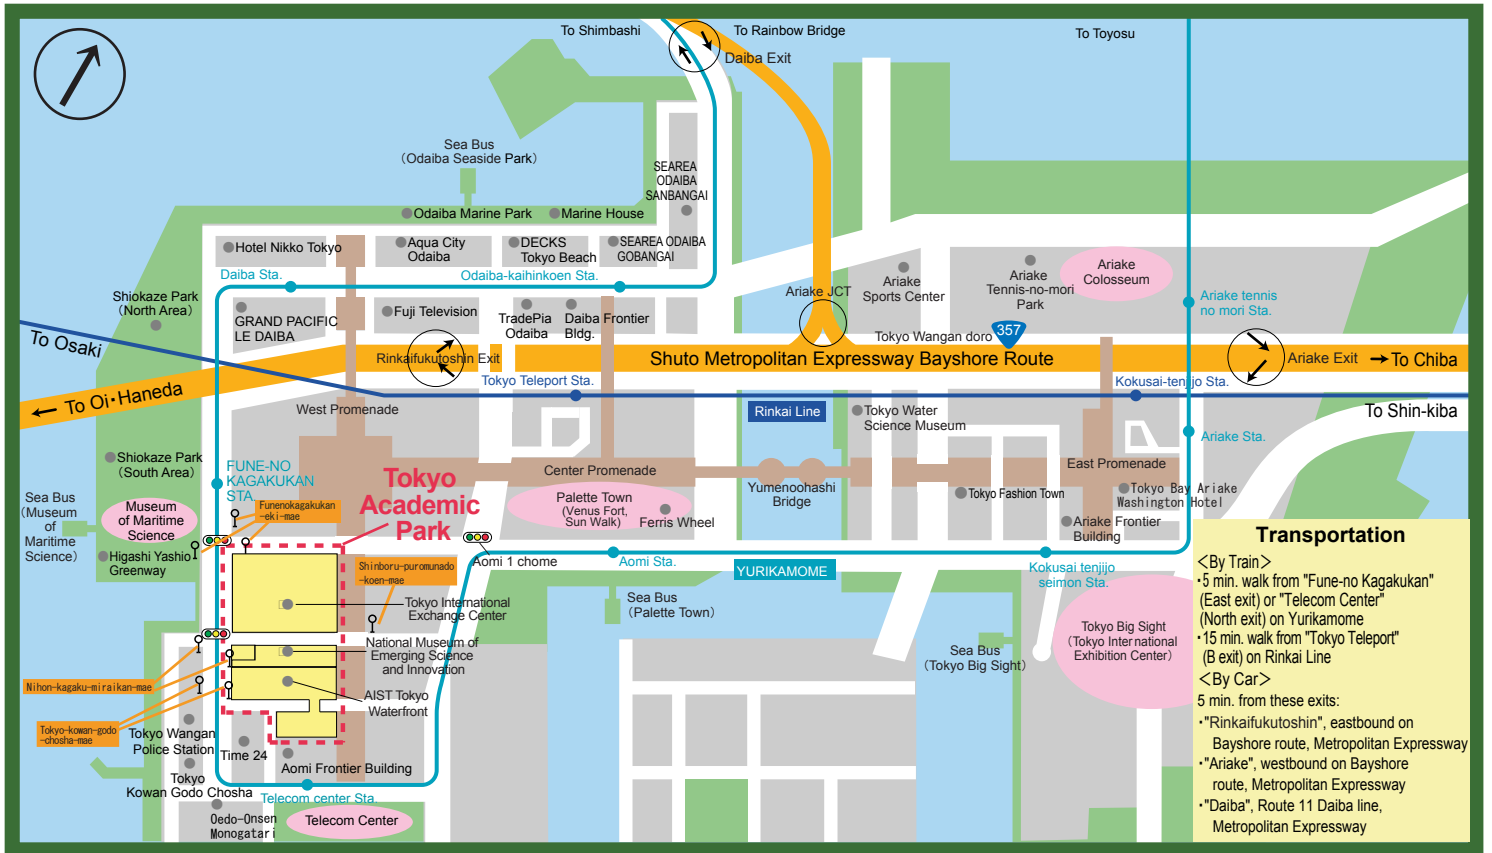 To Shimbashi
To Rainbow Bridge
To Toyosu
Daiba Exit
Sea Bus
(Odaiba Seaside Park)
SEAREA
ODAIBA
SANBANGAI
Odaiba Marine Park
Marine House
Hotel Nikko Tokyo
Aqua City
Odaiba
DECKS
Tokyo Beach
SEAREA ODAIBA
GOBANGAI
Daiba Sta.
Odaiba-kaihinkoen Sta.
Ariake
Sports Center
Ariake
Tennis-no-mori
Park
Ariake
Colosseum
Shiokaze Park
(North Area)
GRAND PACIFIC
LE DAIBA
Fuji Television
TradePia
Odaiba
Daiba Frontier
Bldg.
Ariake JCT
Ariake tennis
no mori Sta.
Tokyo Wangan doro
357
To Osaki
Rinkaifukutoshin Exit
Shuto Metropolitan Expressway Bayshore Route
Ariake Exit
→To Chiba
← To Oi・Haneda
Tokyo Teleport Sta.
Kokusai-tenjijo Sta.
West Promenade
Rinkai Line
Tokyo Water
Science Museum
To Shin-kiba
Ariake Sta.
Shiokaze Park
(South Area)
FUNE-NO
KAGAKUKAN
STA.
Tokyo
Academic
Park
Center Promenade
Yumenoohashi
Bridge
East Promenade
Sea Bus
(Museum
of
Maritime
Science)
Museum
of Maritime
Science
Funenokagakukan
-eki-mae
Palette Town
(Venus Fort,
Sun Walk)
Ferris Wheel
Tokyo Fashion Town
Tokyo Bay Ariake
Washington Hotel
Ariake Frontier
Building
Higashi Yashio
Greenway
Shinboru-puromunado
-koen-mae
Aomi 1 chome
Aomi Sta.
YURIKAMOME
Kokusai tenjijo
seimon Sta.
Tokyo International
Exchange Center
Sea Bus
(Palette Town)
National Museum of
Emerging Science
and Innovation
Sea Bus
(Tokyo Big Sight)
Tokyo Big Sight
(Tokyo International
Exhibition Center)
Nihon-kagaku-miraikan-mae
AIST Tokyo
Waterfront
Tokyo-kowan-godo
-chosha-mae
Tokyo Wangan
Police Station
Time 24
Aomi Frontier Building
Tokyo
Kowan Godo Chosha
Telecom center Sta.
Oedo-Onsen
Monogatari
Telecom Center
Transportation
＜By Train＞
・5 min. walk from "Fune-no Kagakukan"
(East exit) or "Telecom Center"
(North exit) on Yurikamome
・15 min. walk from "Tokyo Teleport"
(B exit) on Rinkai Line
＜By Car＞
5 min. from these exits:
・"Rinkaifukutoshin", eastbound on
Bayshore route, Metropolitan Expressway
・"Ariake", westbound on Bayshore
route, Metropolitan Expressway
・"Daiba", Route 11 Daiba line,
Metropolitan Expressway